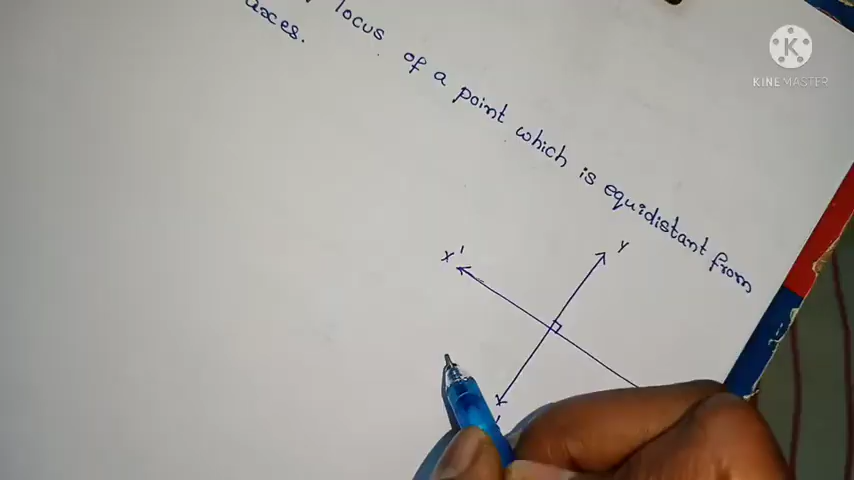 locus of a point which is equidistant from
axes.
X'
Y
K
KINEMASTER